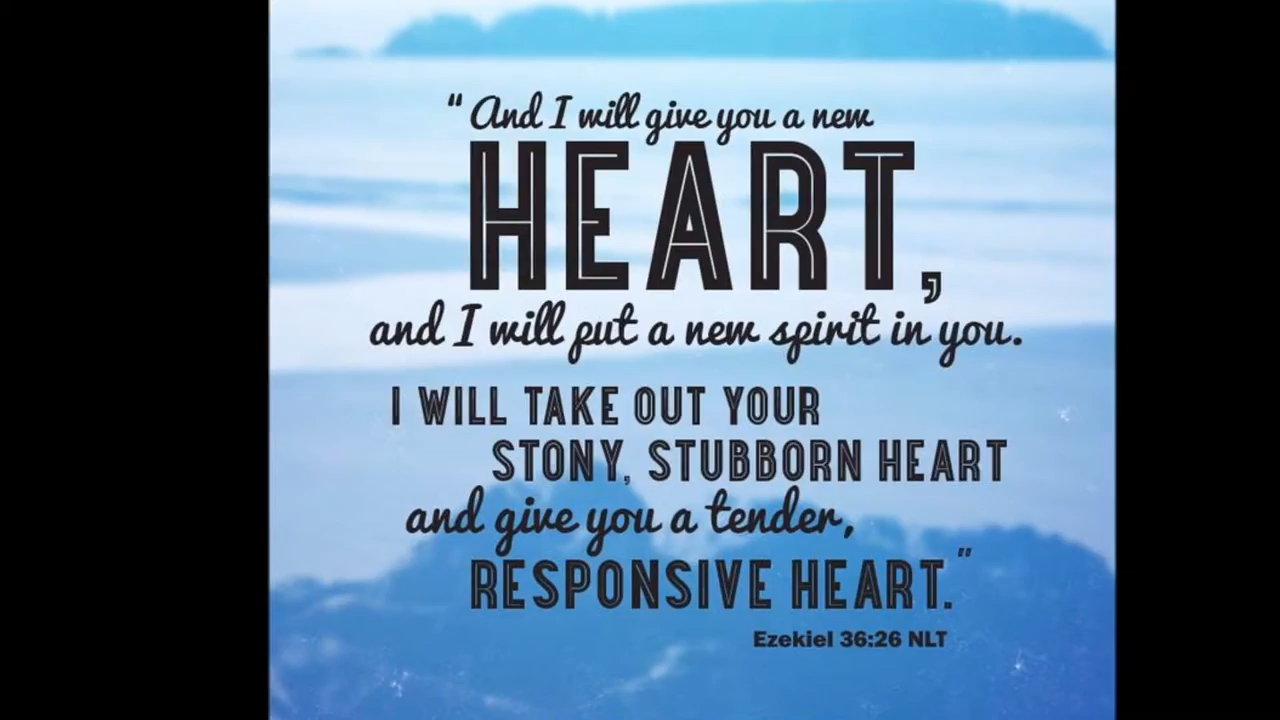 “And I will give you a new
HEART,
and I will put a new spirit in you.
I WILL TAKE OUT YOUR
STONY, STUBBORN HEART
and give you a tender,
RESPONSIVE HEART.”
Ezekiel 36:26 NLT